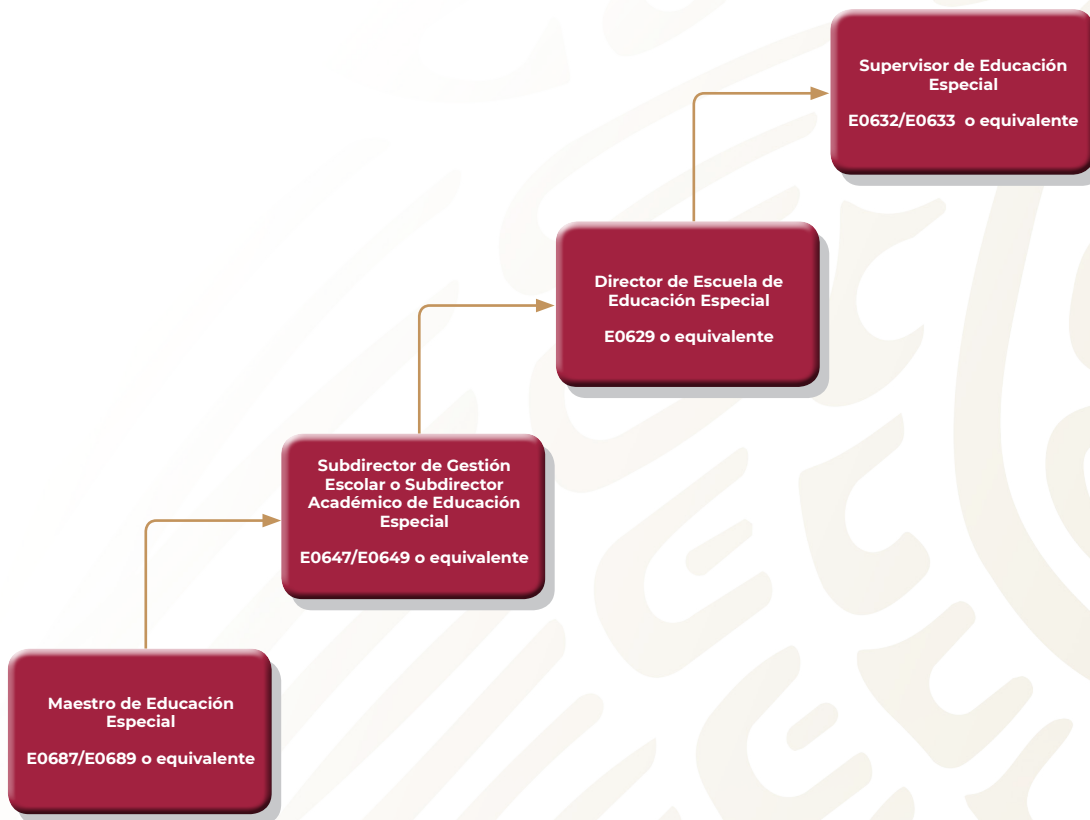 Supervisor de Educación
Especial
E0632/E0633 o equivalente
Director de Escuela de
Educación Especial
E0629 o equivalente
Subdirector de Gestión
Escolar o Subdirector
Académico de Educación
Especial
E0647/E0649 o equivalente
Maestro de Educación
Especial
E0687/E0689 o equivalente